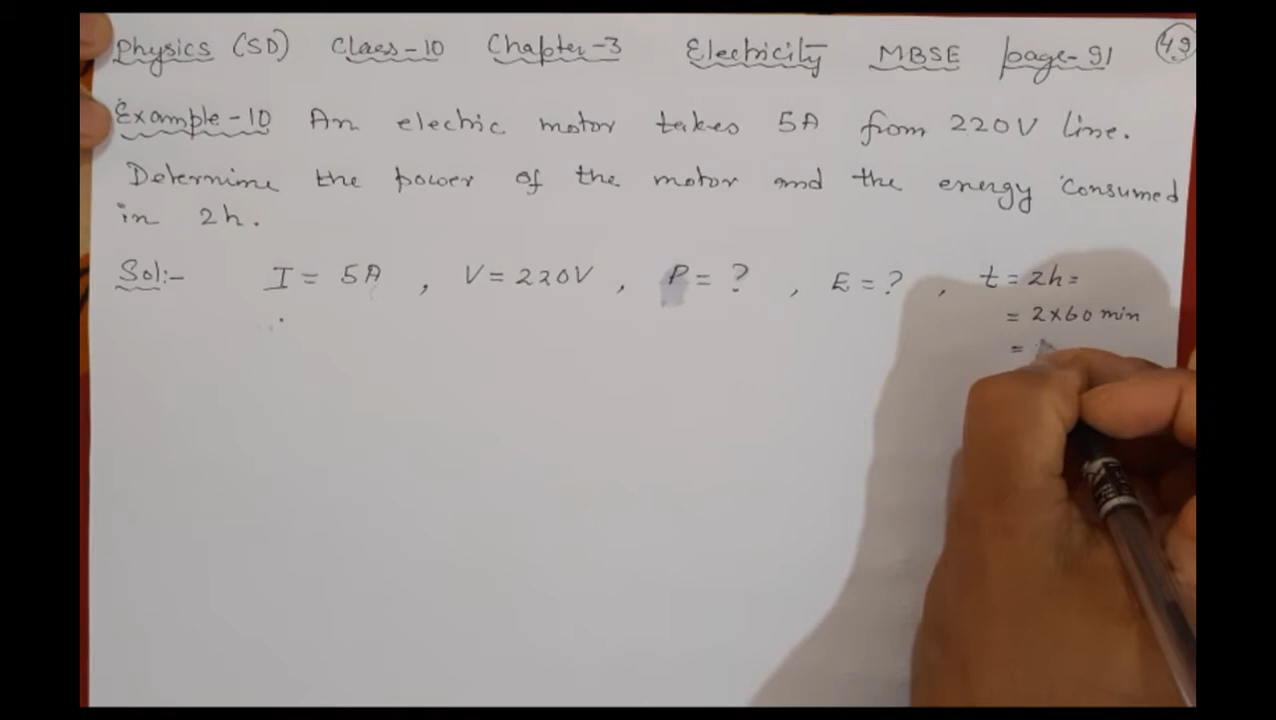 Physics (SD) Class-10 Chapter-3 Electricity MBSE page-91 49
Example-10 An electric motor takes 5A from 220V line.
Determine the power of the motor and the energy consumed
in 2h.
Sol:- I = 5A , V = 220V , P = ? , E = ? , t = 2h =
= 2×60 min
=